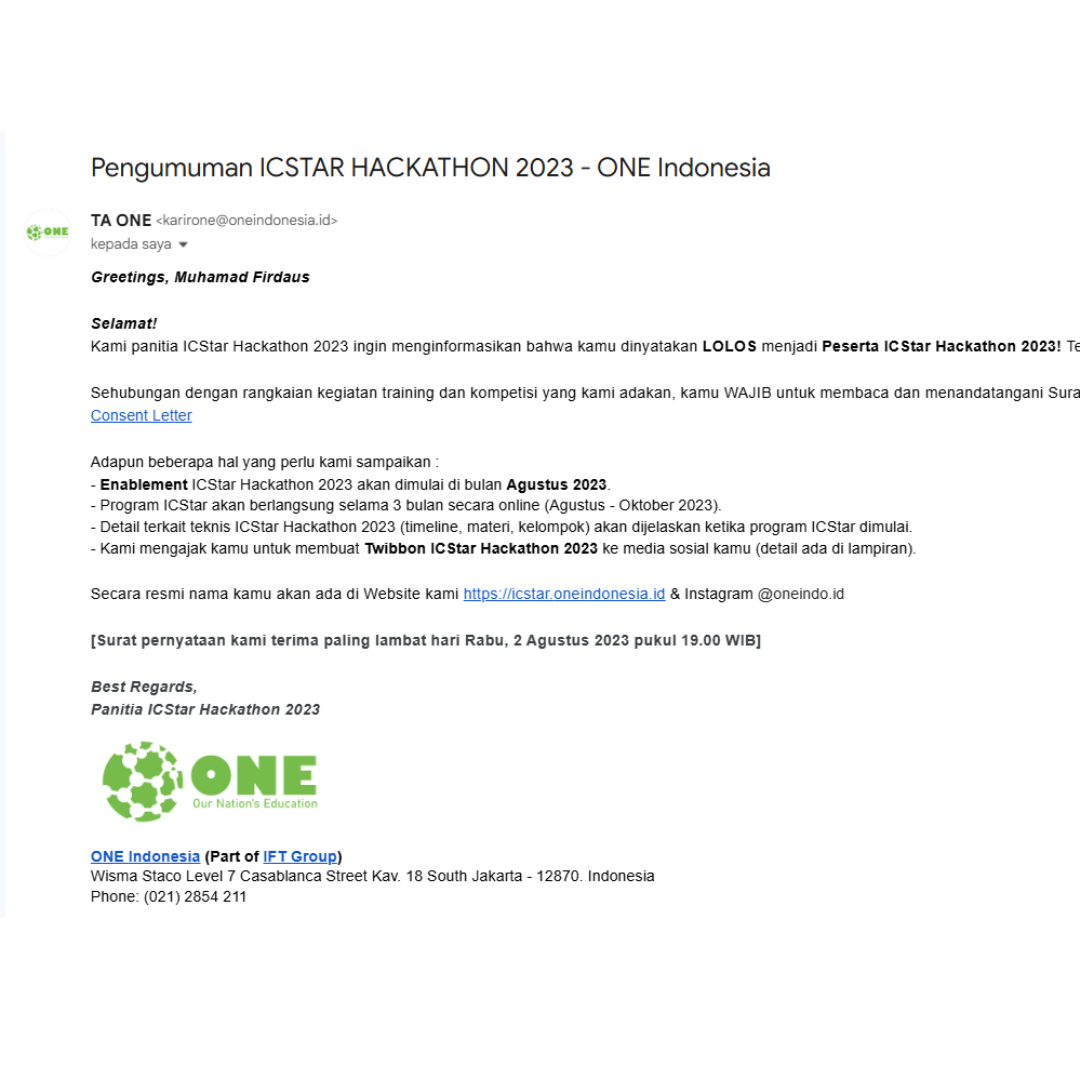 Pengumuman ICSTAR HACKATHON 2023 - ONE Indonesia
ONE
TA ONE <karirone@oneindonesia.id>
kepada saya
Greetings, Muhamad Firdaus
Selamat!
Kami panitia ICStar Hackathon 2023 ingin menginformasikan bahwa kamu dinyatakan LOLOS menjadi Peserta ICStar Hackathon 2023! Te
Sehubungan dengan rangkaian kegiatan training dan kompetisi yang kami adakan, kamu WAJIB untuk membaca dan menandatangani Sura
Consent Letter
Adapun beberapa hal yang perlu kami sampaikan :
- Enablement ICStar Hackathon 2023 akan dimulai di bulan Agustus 2023.
- Program ICStar akan berlangsung selama 3 bulan secara online (Agustus - Oktober 2023).
- Detail terkait teknis ICStar Hackathon 2023 (timeline, materi, kelompok) akan dijelaskan ketika program ICStar dimulai.
- Kami mengajak kamu untuk membuat Twibbon ICStar Hackathon 2023 ke media sosial kamu (detail ada di lampiran).
Secara resmi nama kamu akan ada di Website kami https://icstar.oneindonesia.id & Instagram @oneindo.id
[Surat pernyataan kami terima paling lambat hari Rabu, 2 Agustus 2023 pukul 19.00 WIB]
Best Regards,
Panitia ICStar Hackathon 2023
ONE
Our Nation's Education
ONE Indonesia (Part of IFT Group)
Wisma Staco Level 7 Casablanca Street Kav. 18 South Jakarta - 12870. Indonesia
Phone: (021) 2854 211